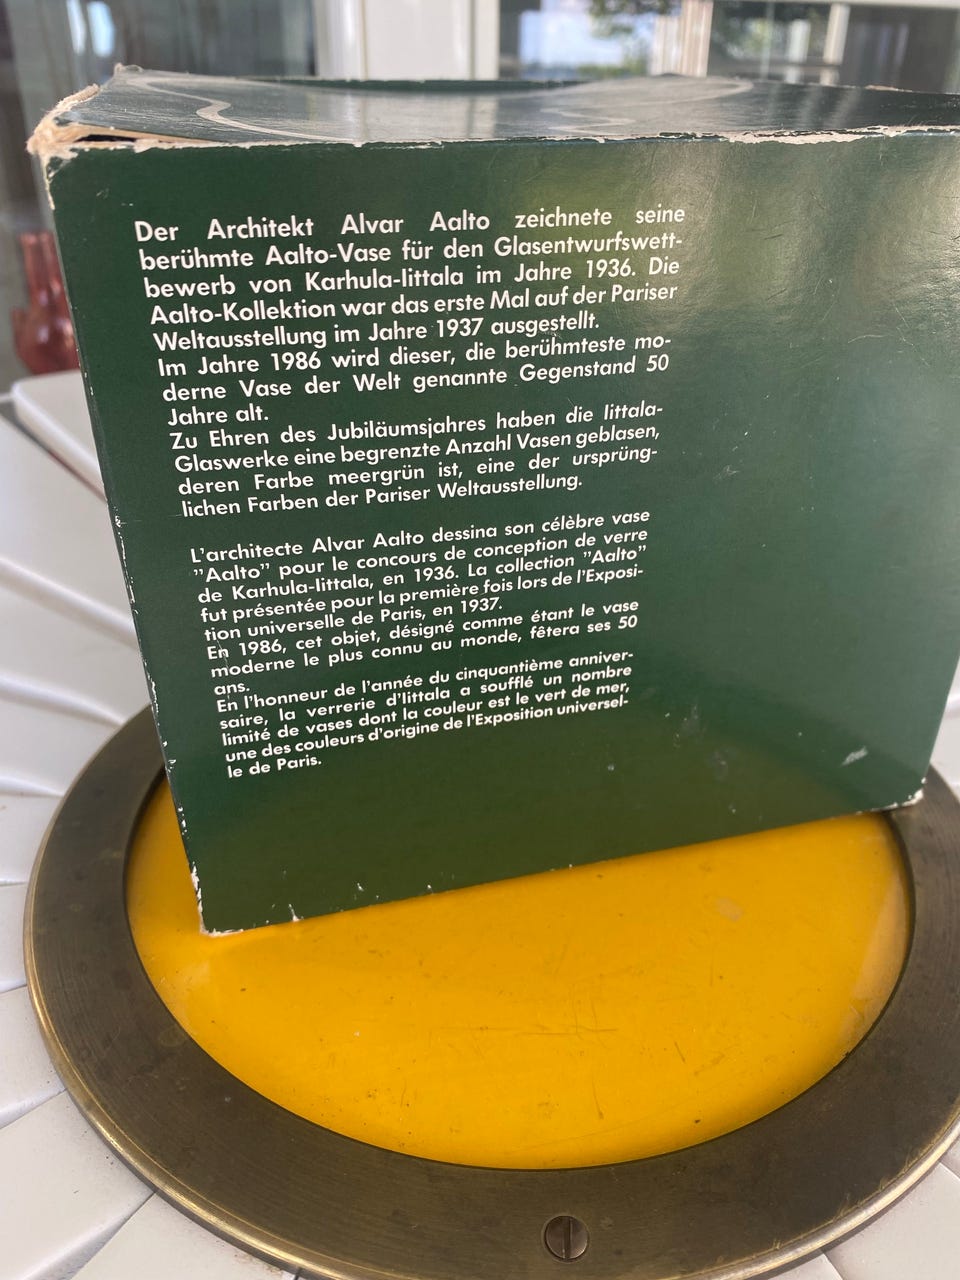 Der Architekt Alvar Aalto zeichnete seine
berühmte Aalto-Vase für den Glasentwurfswett-
bewerb von Karhula-Iittala im Jahre 1936. Die
Aalto-Kollektion war das erste Mal auf der Pariser
Weltausstellung im Jahre 1937 ausgestellt.
Im Jahre 1986 wird dieser, die berühmteste mo-
derne Vase der Welt genannte Gegenstand 50
Jahre alt.
Zu Ehren des Jubiläumsjahres haben die Iittala-
Glaswerke eine begrenzte Anzahl Vasen geblasen,
deren Farbe meergrün ist, eine der ursprüng-
lichen Farben der Pariser Weltausstellung.
L'architecte Alvar Aalto dessina son célèbre vase
"Aalto" pour le concours de conception de verre
de Karhula-Iittala, en 1936. La collection "Aalto"
fut présentée pour la première fois lors de l'Exposi-
tion universelle de Paris, en 1937.
En 1986, cet objet, désigné comme étant le vase
moderne le plus connu au monde, fêtera ses 50
ans.
En l'honneur de l'année du cinquantième anniver-
saire, la verrerie d'Iittala a soufflé un nombre
limité de vases dont la couleur est le vert de mer,
une des couleurs d'origine de l'Exposition universel-
le de Paris.